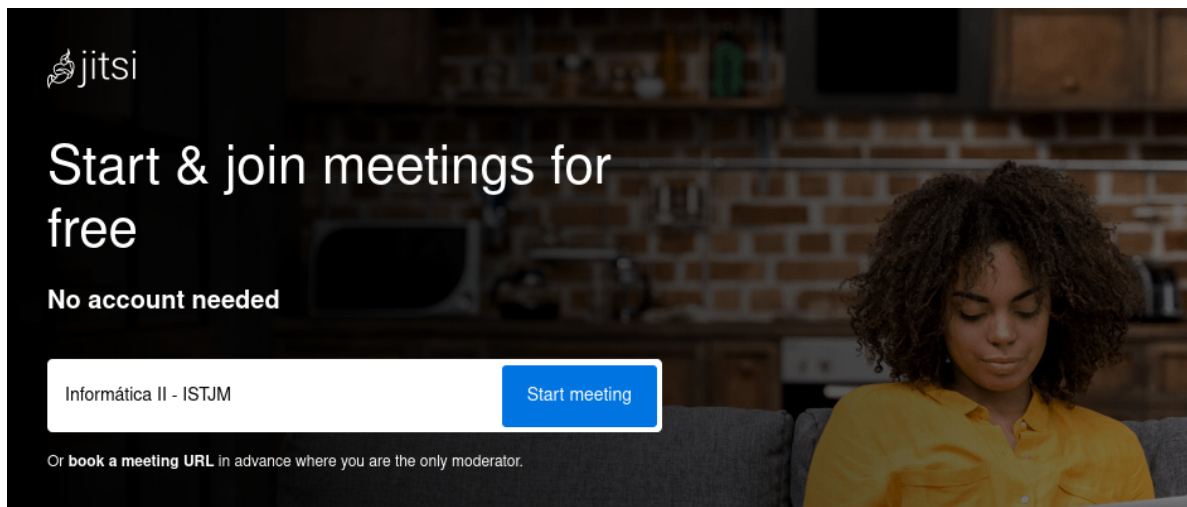 jitsi
Start & join meetings for
free
No account needed
Informática II - ISTJM
Start meeting
Or book a meeting URL in advance where you are the only moderator.